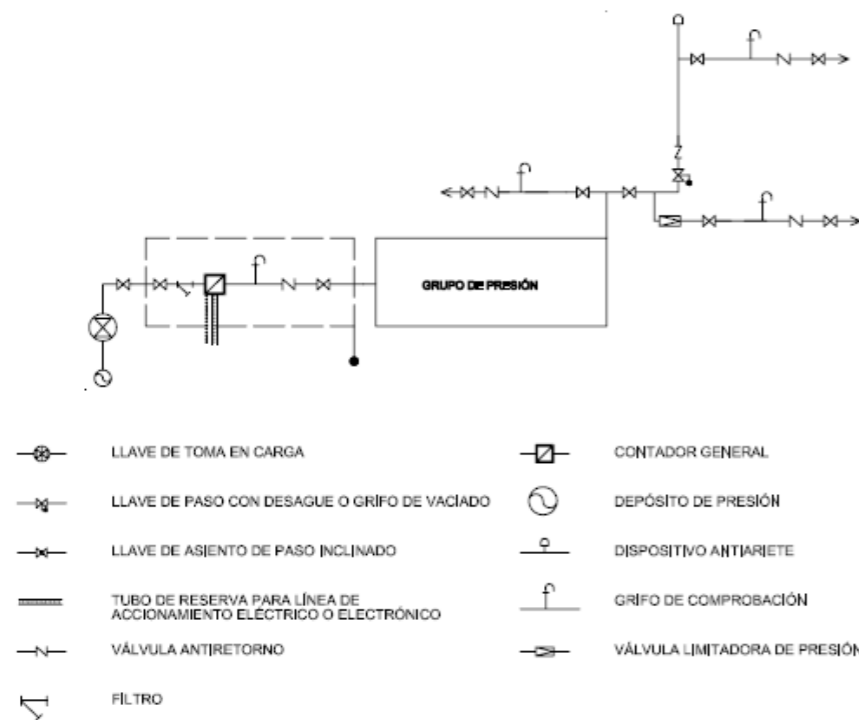 GRUPO DE PRESIÓN
LLAVE DE TOMA EN CARGA
CONTADOR GENERAL
LLAVE DE PASO CON DESAGUE O GRIFO DE VACIADO
DEPÓSITO DE PRESIÓN
LLAVE DE ASIENTO DE PASO INCLINADO
DISPOSITIVO ANTIARIETE
TUBO DE RESERVA PARA LÍNEA DE
ACCIONAMIENTO ELÉCTRICO O ELECTRÓNICO
GRIFO DE COMPROBACIÓN
VÁLVULA ANTIRETORNO
VÁLVULA LIMITADORA DE PRESIÓN
FILTRO